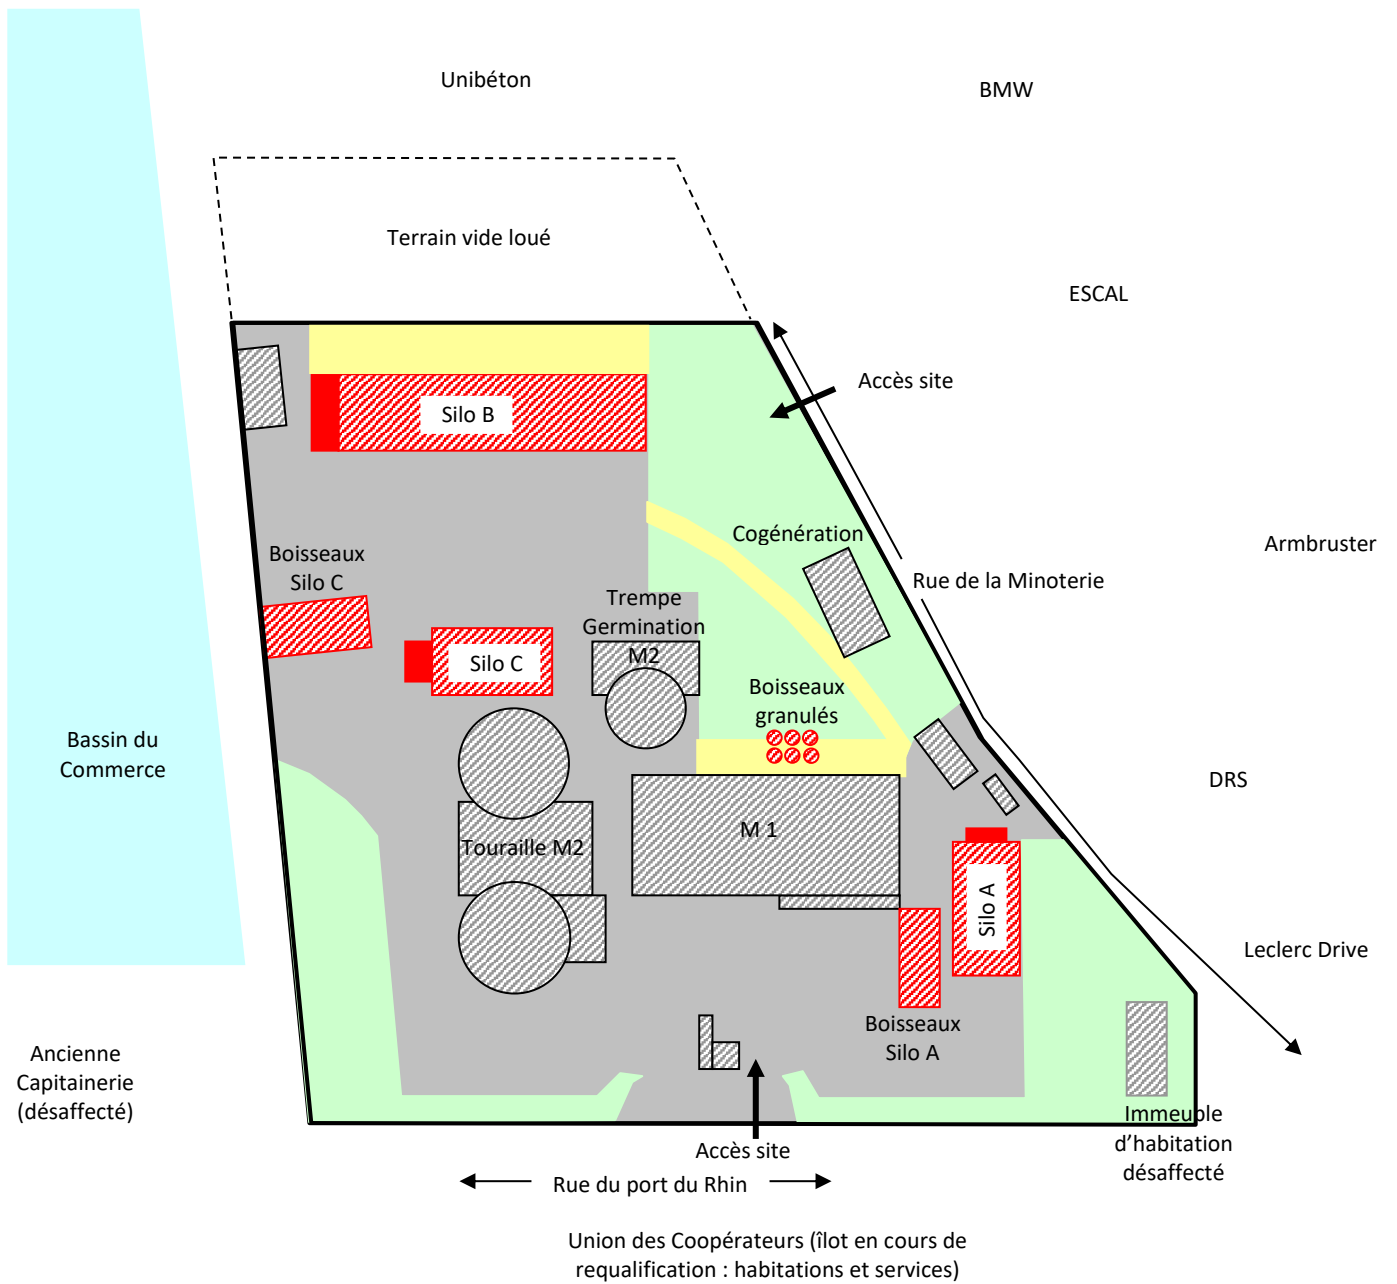 Unibéton
BMW
Terrain vide loué
ESCAL
Accès site
Silo B
Cogénération
Armbruster
Boisseaux
Silo C
Rue de la Minoterie
Trempe
Germination
M2
Silo C
Boisseaux
granulés
Bassin du
Commerce
DRS
M 1
Touraille M2
Silo A
Leclerc Drive
Boisseaux
Silo A
Ancienne
Capitainerie
(désaffecté)
Immeuble
d'habitation
désaffecté
Accès site
Rue du port du Rhin
Union des Coopérateurs (îlot en cours de
requalification : habitations et services)